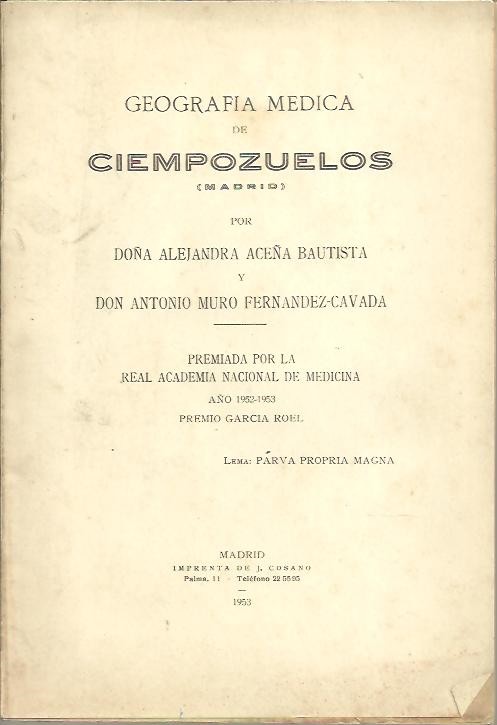 GEOGRAFIA MEDICA
DE
CIEMPOZUELOS
(MADRID)
POR
DOÑA ALEJANDRA ACEÑA BAUTISTA
Y
DON ANTONIO MURO FERNANDEZ-CAVADA
PREMIADA POR LA
REAL ACADEMIA NACIONAL DE MEDICINA
AÑO 1952-1953
PREMIO GARCIA ROEL
LEMA: PÁRVA PROPRIA MAGNA
MADRID
IMPRENTA DE J. COSANO
Palma, 11 - Teléfono 22 55 95
1953